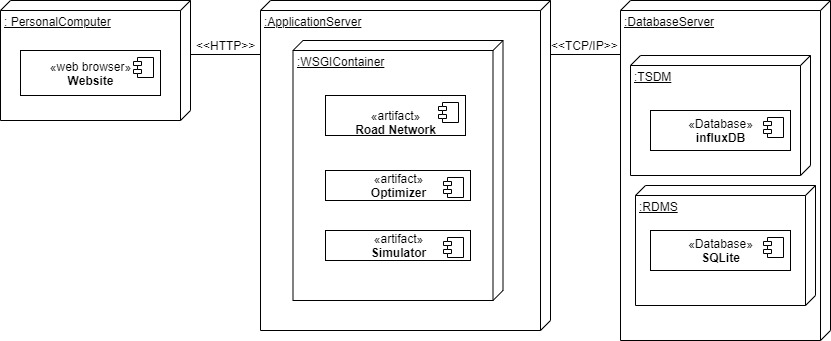 : PersonalComputer
«web browser»
Website
<<HTTP>>
:ApplicationServer
:WSGIContainer
«artifact»
Road Network
«artifact»
Optimizer
«artifact»
Simulator
<<TCP/IP>>
:DatabaseServer
:TSDM
«Database»
influxDB
:RDMS
«Database»
SQLite